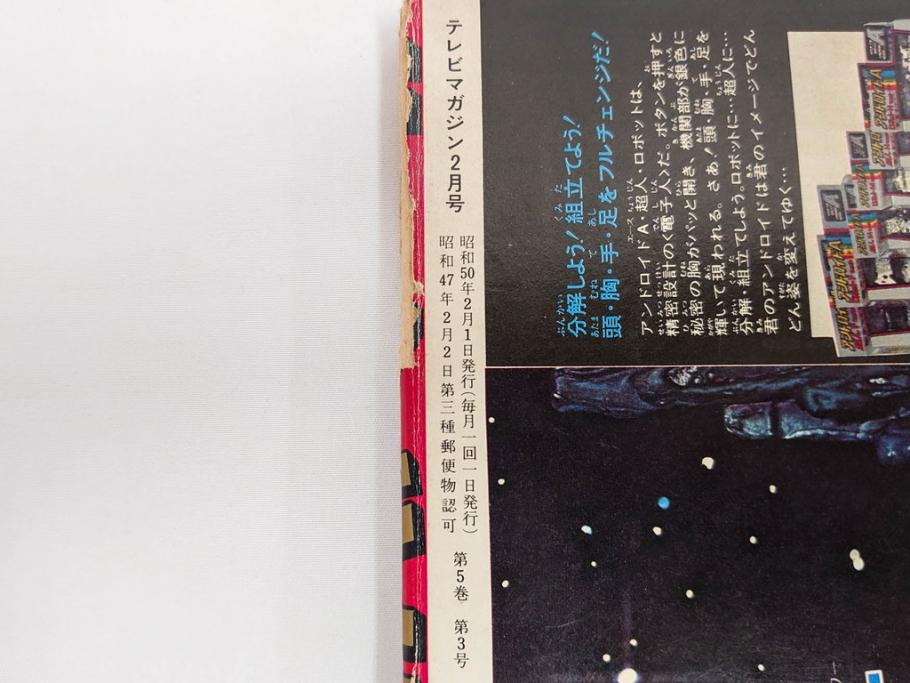 テレビマガジン2月号
昭和50年2月1日発行(毎月一回一日発行)
昭和47年2月2日第三種郵便物認可
第5巻 第3号
分解しよう!組立てよう!
頭・胸・手・足をフルチェンジだ!
アンドロイドA・超人・ロボットは、
精密設計の<電子人>だ。ボタンを押すと
秘密の胸がパッと開き、機関部が銀色に
輝いて現われる。さあ!頭・胸・手・足を
分解、組立てしよう。ロボットに…超人に…
君のアンドロイドは君のイメージでどん
どん姿を変えてゆく…